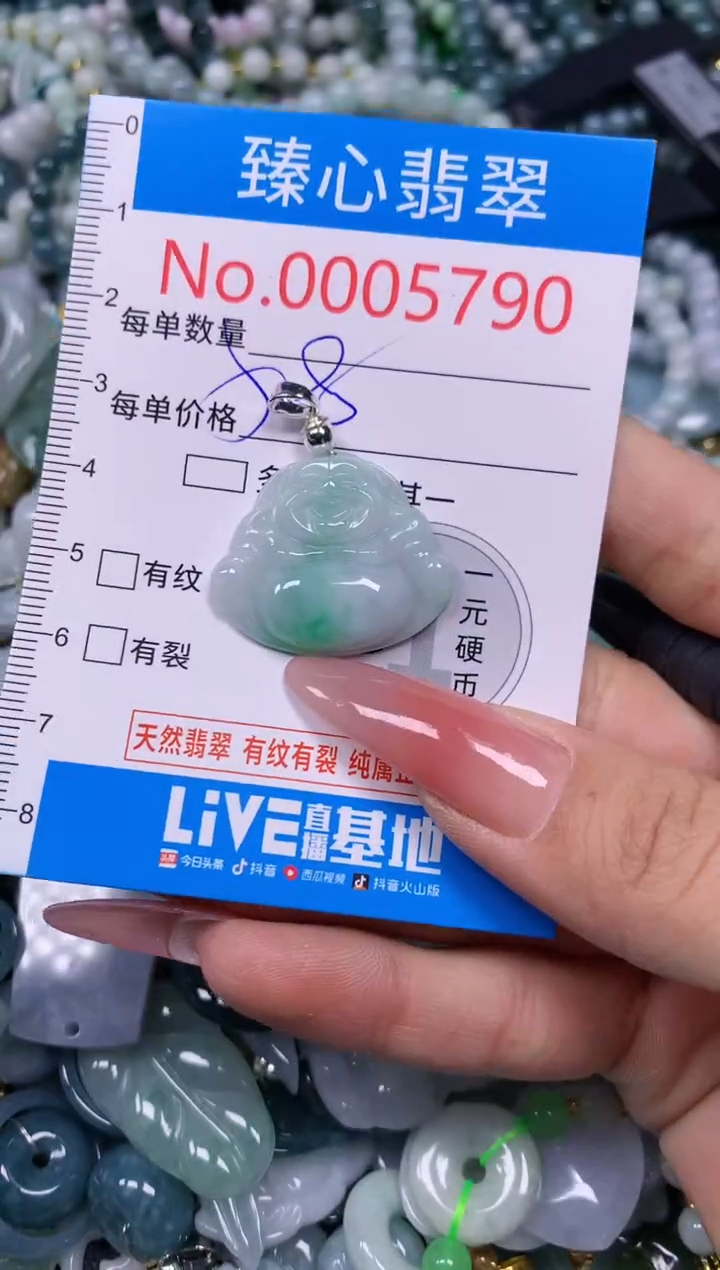 0
臻心翡翠
1
No.0005790
2
每单数量
3
每单价格
4
5
有纹
一元硬币
6
有裂
7
天然翡翠 有纹有裂 纯属
8
LiVE直播基地
今日头条 抖音 西瓜视频 抖音火山版